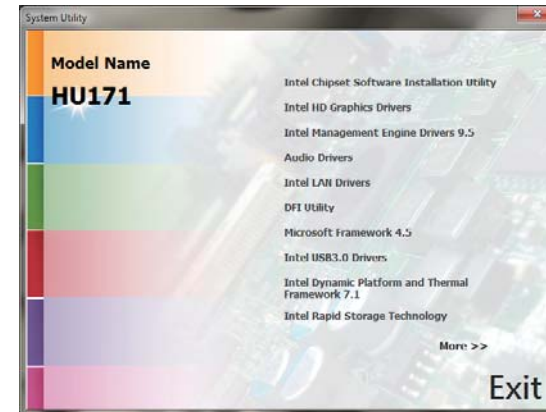 System Utility
Model Name
HU171
Intel Chipset Software Installation Utility
Intel HD Graphics Drivers
Intel Management Engine Drivers 9.5
Audio Drivers
Intel LAN Drivers
DFI Utility
Microsoft Framework 4.5
Intel USB3.0 Drivers
Intel Dynamic Platform and Thermal
Framework 7.1
Intel Rapid Storage Technology
More >>
Exit